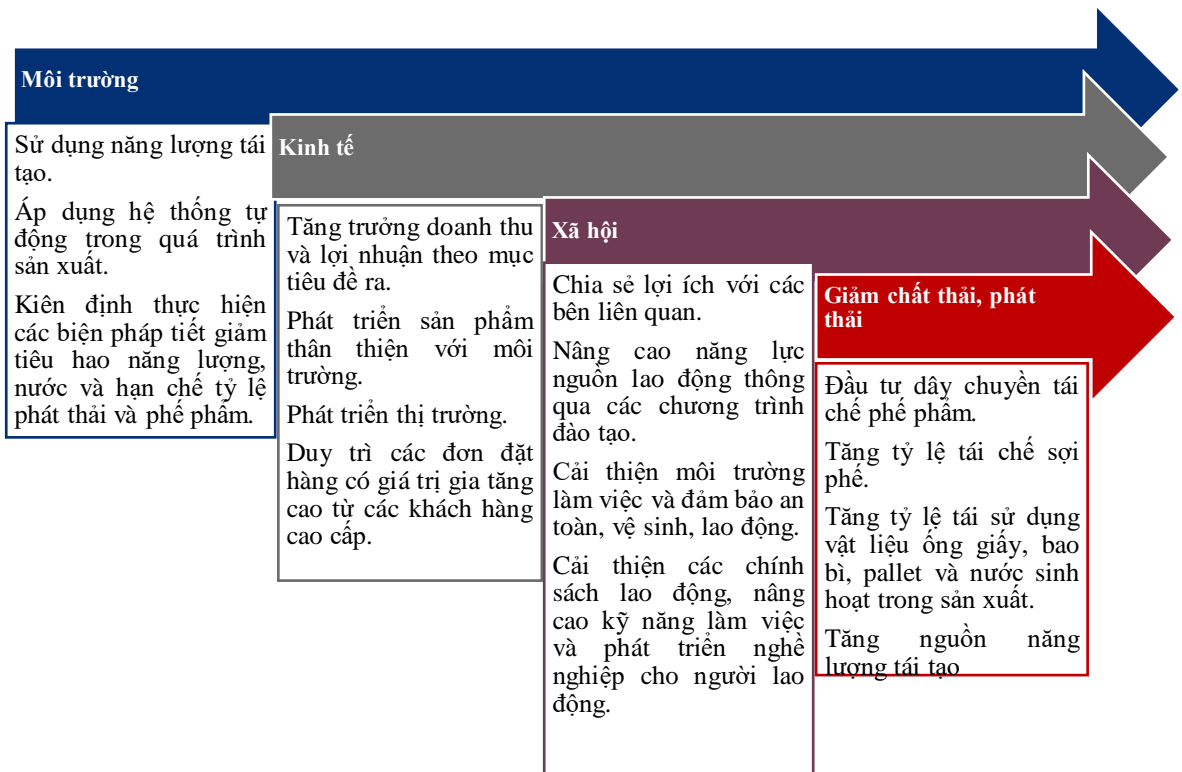 Môi trường
Sử dụng năng lượng tái
tạo.
Áp dụng hệ thống tự
động trong quá trình
sản xuất.
Kiên định thực hiện
các biện pháp tiết giảm
tiêu hao năng lượng,
nước và hạn chế tỷ lệ
phát thải và phế phẩm.
Kinh tế
Tăng trưởng doanh thu
và lợi nhuận theo mục
tiêu đề ra.
Phát triển sản phẩm
thân thiện với môi
trường.
Phát triển thị trường.
Duy trì các đơn đặt
hàng có giá trị gia tăng
cao từ các khách hàng
cao cấp.
Xã hội
Chia sẻ lợi ích với các
bên liên quan.
Nâng cao năng lực
nguồn lao động thông
qua các chương trình
đào tạo.
Cải thiện môi trường
làm việc và đảm bảo an
toàn, vệ sinh, lao động.
Cải thiện các chính
sách lao động, nâng
cao kỹ năng làm việc
và phát triển nghề
nghiệp cho người lao
động.
Giảm chất thải, phát
thải
Đầu tư dây chuyền tái
chế phế phẩm.
Tăng tỷ lệ tái chế sợi
phế.
Tăng tỷ lệ tái sử dụng
vật liệu ống giấy, bao
bì, pallet và nước sinh
hoạt trong sản xuất.
Tăng nguồn năng
lượng tái tạo